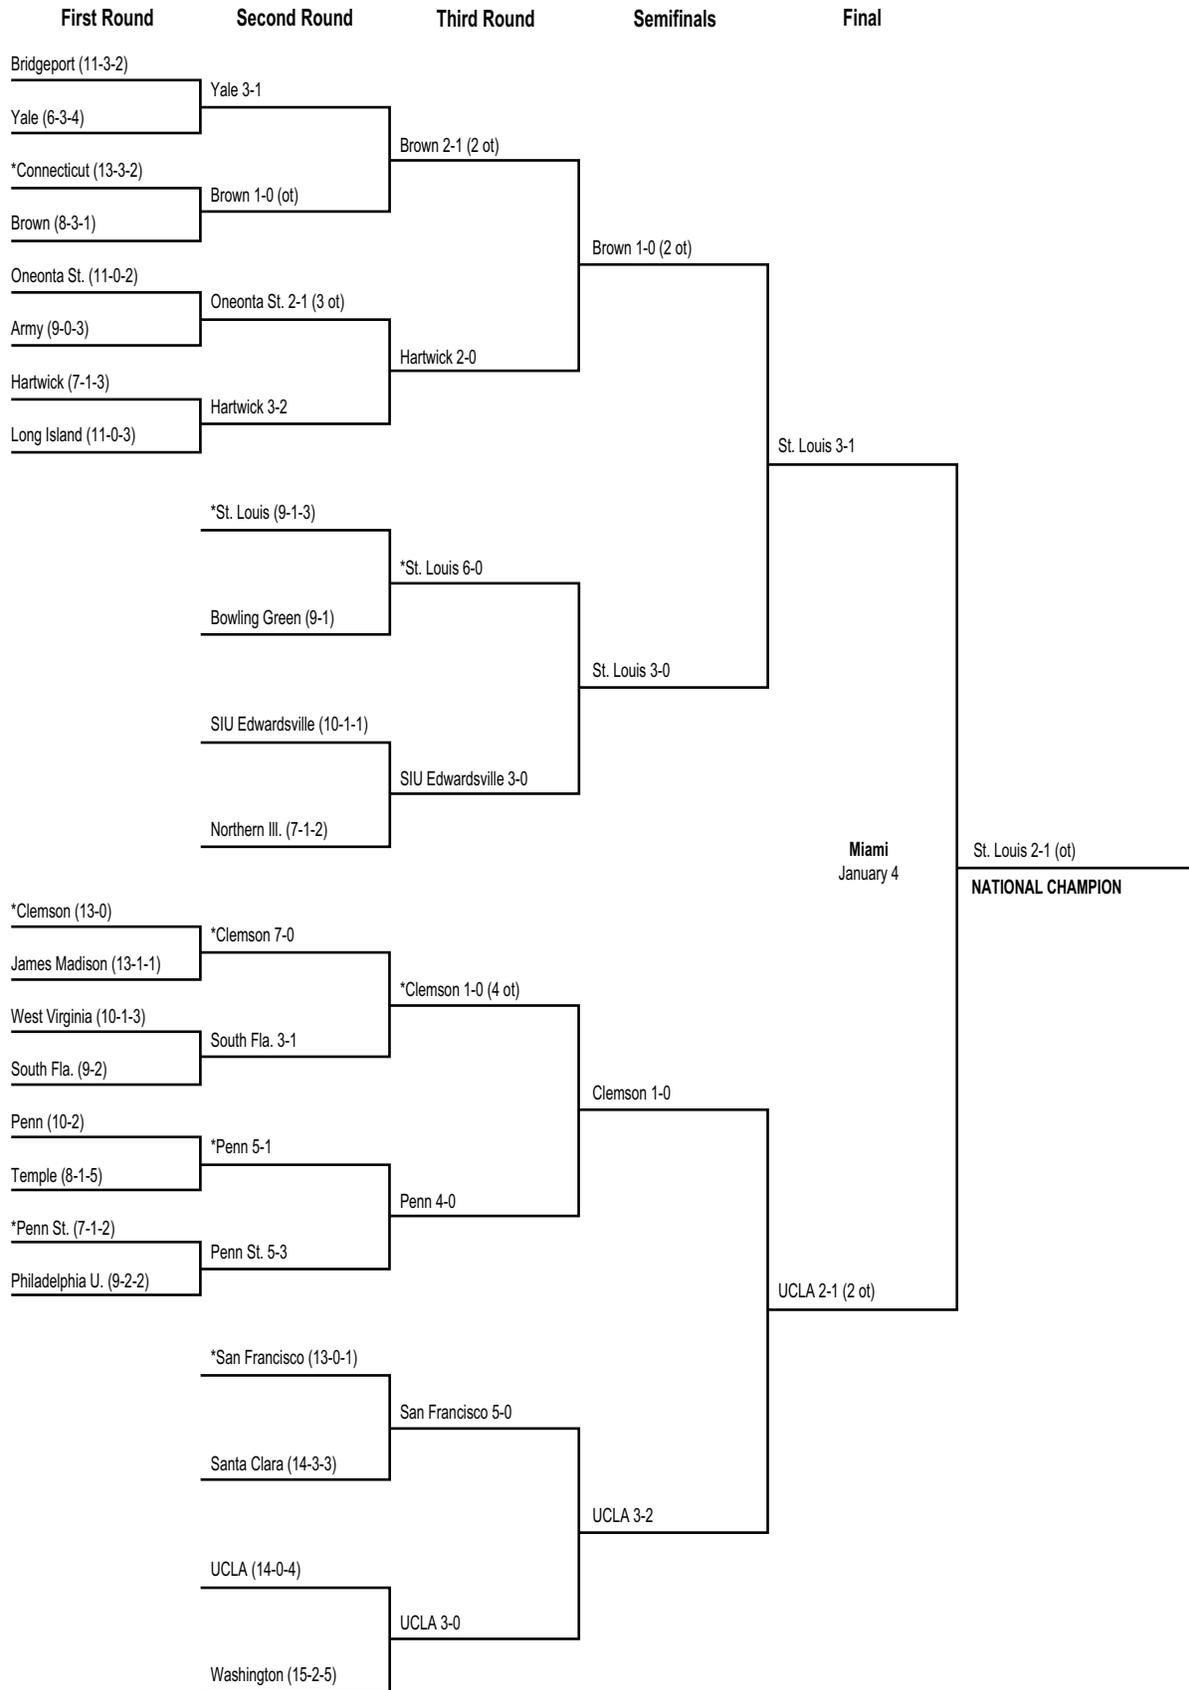 First Round Second Round Third Round Semifinals Final
Bridgeport (11-3-2)
Yale 3-1
Yale (6-3-4)
Brown 2-1 (2 ot)
*Connecticut (13-3-2)
Brown 1-0 (ot)
Brown (8-3-1)
Brown 1-0 (2 ot)
Oneonta St. (11-0-2)
Oneonta St. 2-1 (3 ot)
Army (9-0-3)
Hartwick 2-0
Hartwick (7-1-3)
Hartwick 3-2
Long Island (11-0-3)
St. Louis 3-1
*St. Louis (9-1-3)
*St. Louis 6-0
Bowling Green (9-1)
St. Louis 3-0
SIU Edwardsville (10-1-1)
SIU Edwardsville 3-0
Northern Ill. (7-1-2)
Miami
January 4
St. Louis 2-1 (ot)
NATIONAL CHAMPION
*Clemson (13-0)
*Clemson 7-0
James Madison (13-1-1)
*Clemson 1-0 (4 ot)
West Virginia (10-1-3)
South Fla. 3-1
South Fla. (9-2)
Clemson 1-0
Penn (10-2)
*Penn 5-1
Temple (8-1-5)
Penn 4-0
*Penn St. (7-1-2)
Penn St. 5-3
Philadelphia U. (9-2-2)
UCLA 2-1 (2 ot)
*San Francisco (13-0-1)
San Francisco 5-0
Santa Clara (14-3-3)
UCLA 3-2
UCLA (14-0-4)
UCLA 3-0
Washington (15-2-5)